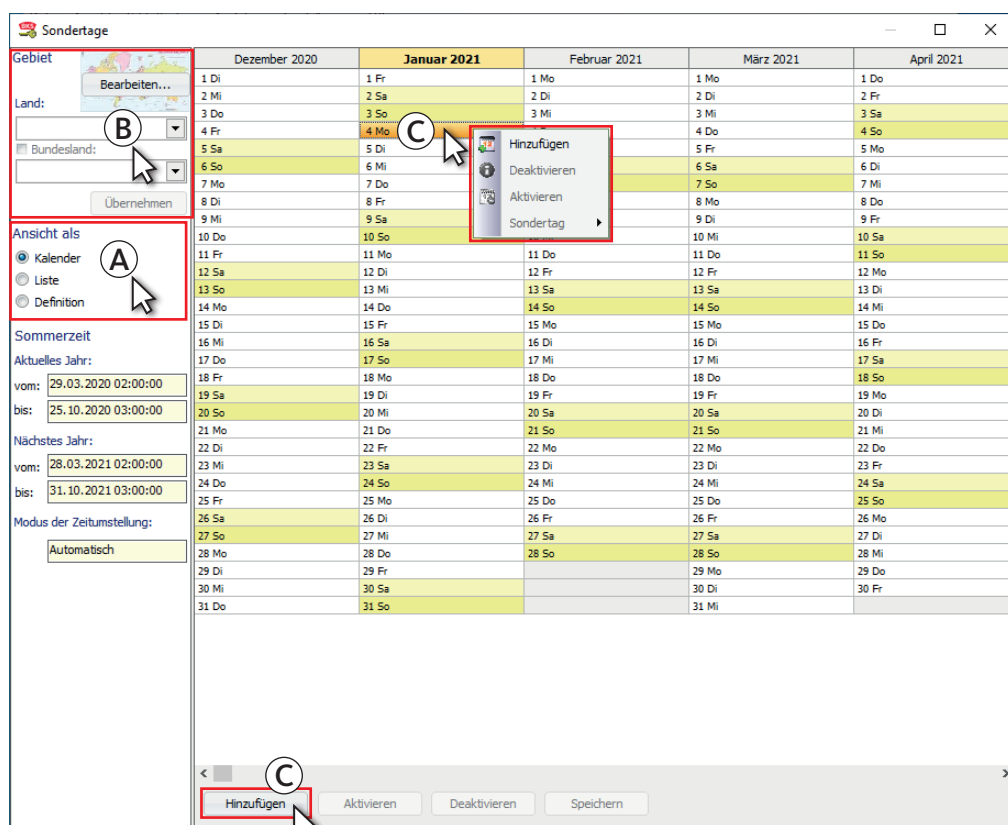 Sondertage
Gebiet
Bearbeiten...
Land:
B
Bundesland:
Übernehmen
Ansicht als
Kalender
A
Liste
Definition
Sommerzeit
Aktuelles Jahr:
vom: 29.03.2020 02:00:00
bis: 25.10.2020 03:00:00
Nächstes Jahr:
vom: 28.03.2021 02:00:00
bis: 31.10.2021 03:00:00
Modus der Zeitumstellung:
Automatisch
Dezember 2020 Januar 2021 Februar 2021 März 2021 April 2021
1 Di 1 Fr 1 Mo 1 Mo 1 Do
2 Mi 2 Sa 2 Di 2 Di 2 Fr
3 Do 3 So 3 Mi 3 Mi 3 Sa
4 Fr 4 Mo 4 Do 4 So
5 Sa 5 Di 5 Fr 5 Mo
6 So 6 Mi 6 Sa 6 Di
7 Mo 7 Do 7 So 7 Mi
8 Di 8 Fr 8 Mo 8 Do
9 Mi 9 Sa 9 Di 9 Fr
10 Do 10 So 10 Mi 10 Sa
11 Fr 11 Mo 11 Do 11 Do 11 So
12 Sa 12 Di 12 Fr 12 Fr 12 Mo
13 So 13 Mi 13 Sa 13 Sa 13 Di
14 Mo 14 Do 14 So 14 So 14 Mi
15 Di 15 Fr 15 Mo 15 Mo 15 Do
16 Mi 16 Sa 16 Di 16 Di 16 Fr
17 Do 17 So 17 Mi 17 Mi 17 Sa
18 Fr 18 Mo 18 Do 18 Do 18 So
19 Sa 19 Di 19 Fr 19 Fr 19 Mo
20 So 20 Mi 20 Sa 20 Sa 20 Di
21 Mo 21 Do 21 So 21 So 21 Mi
22 Di 22 Fr 22 Mo 22 Mo 22 Do
23 Mi 23 Sa 23 Di 23 Di 23 Fr
24 Do 24 So 24 Mi 24 Mi 24 Sa
25 Fr 25 Mo 25 Do 25 Do 25 So
26 Sa 26 Di 26 Fr 26 Fr 26 Mo
27 So 27 Mi 27 Sa 27 Sa 27 Di
28 Mo 28 Do 28 So 28 So 28 Mi
29 Di 29 Fr 29 Mo 29 Do
30 Mi 30 Sa 30 Di 30 Fr
31 Do 31 So 31 Mi
C
Hinzufügen
Deaktivieren
Aktivieren
Sondertag
C
Hinzufügen Aktivieren Deaktivieren Speichern